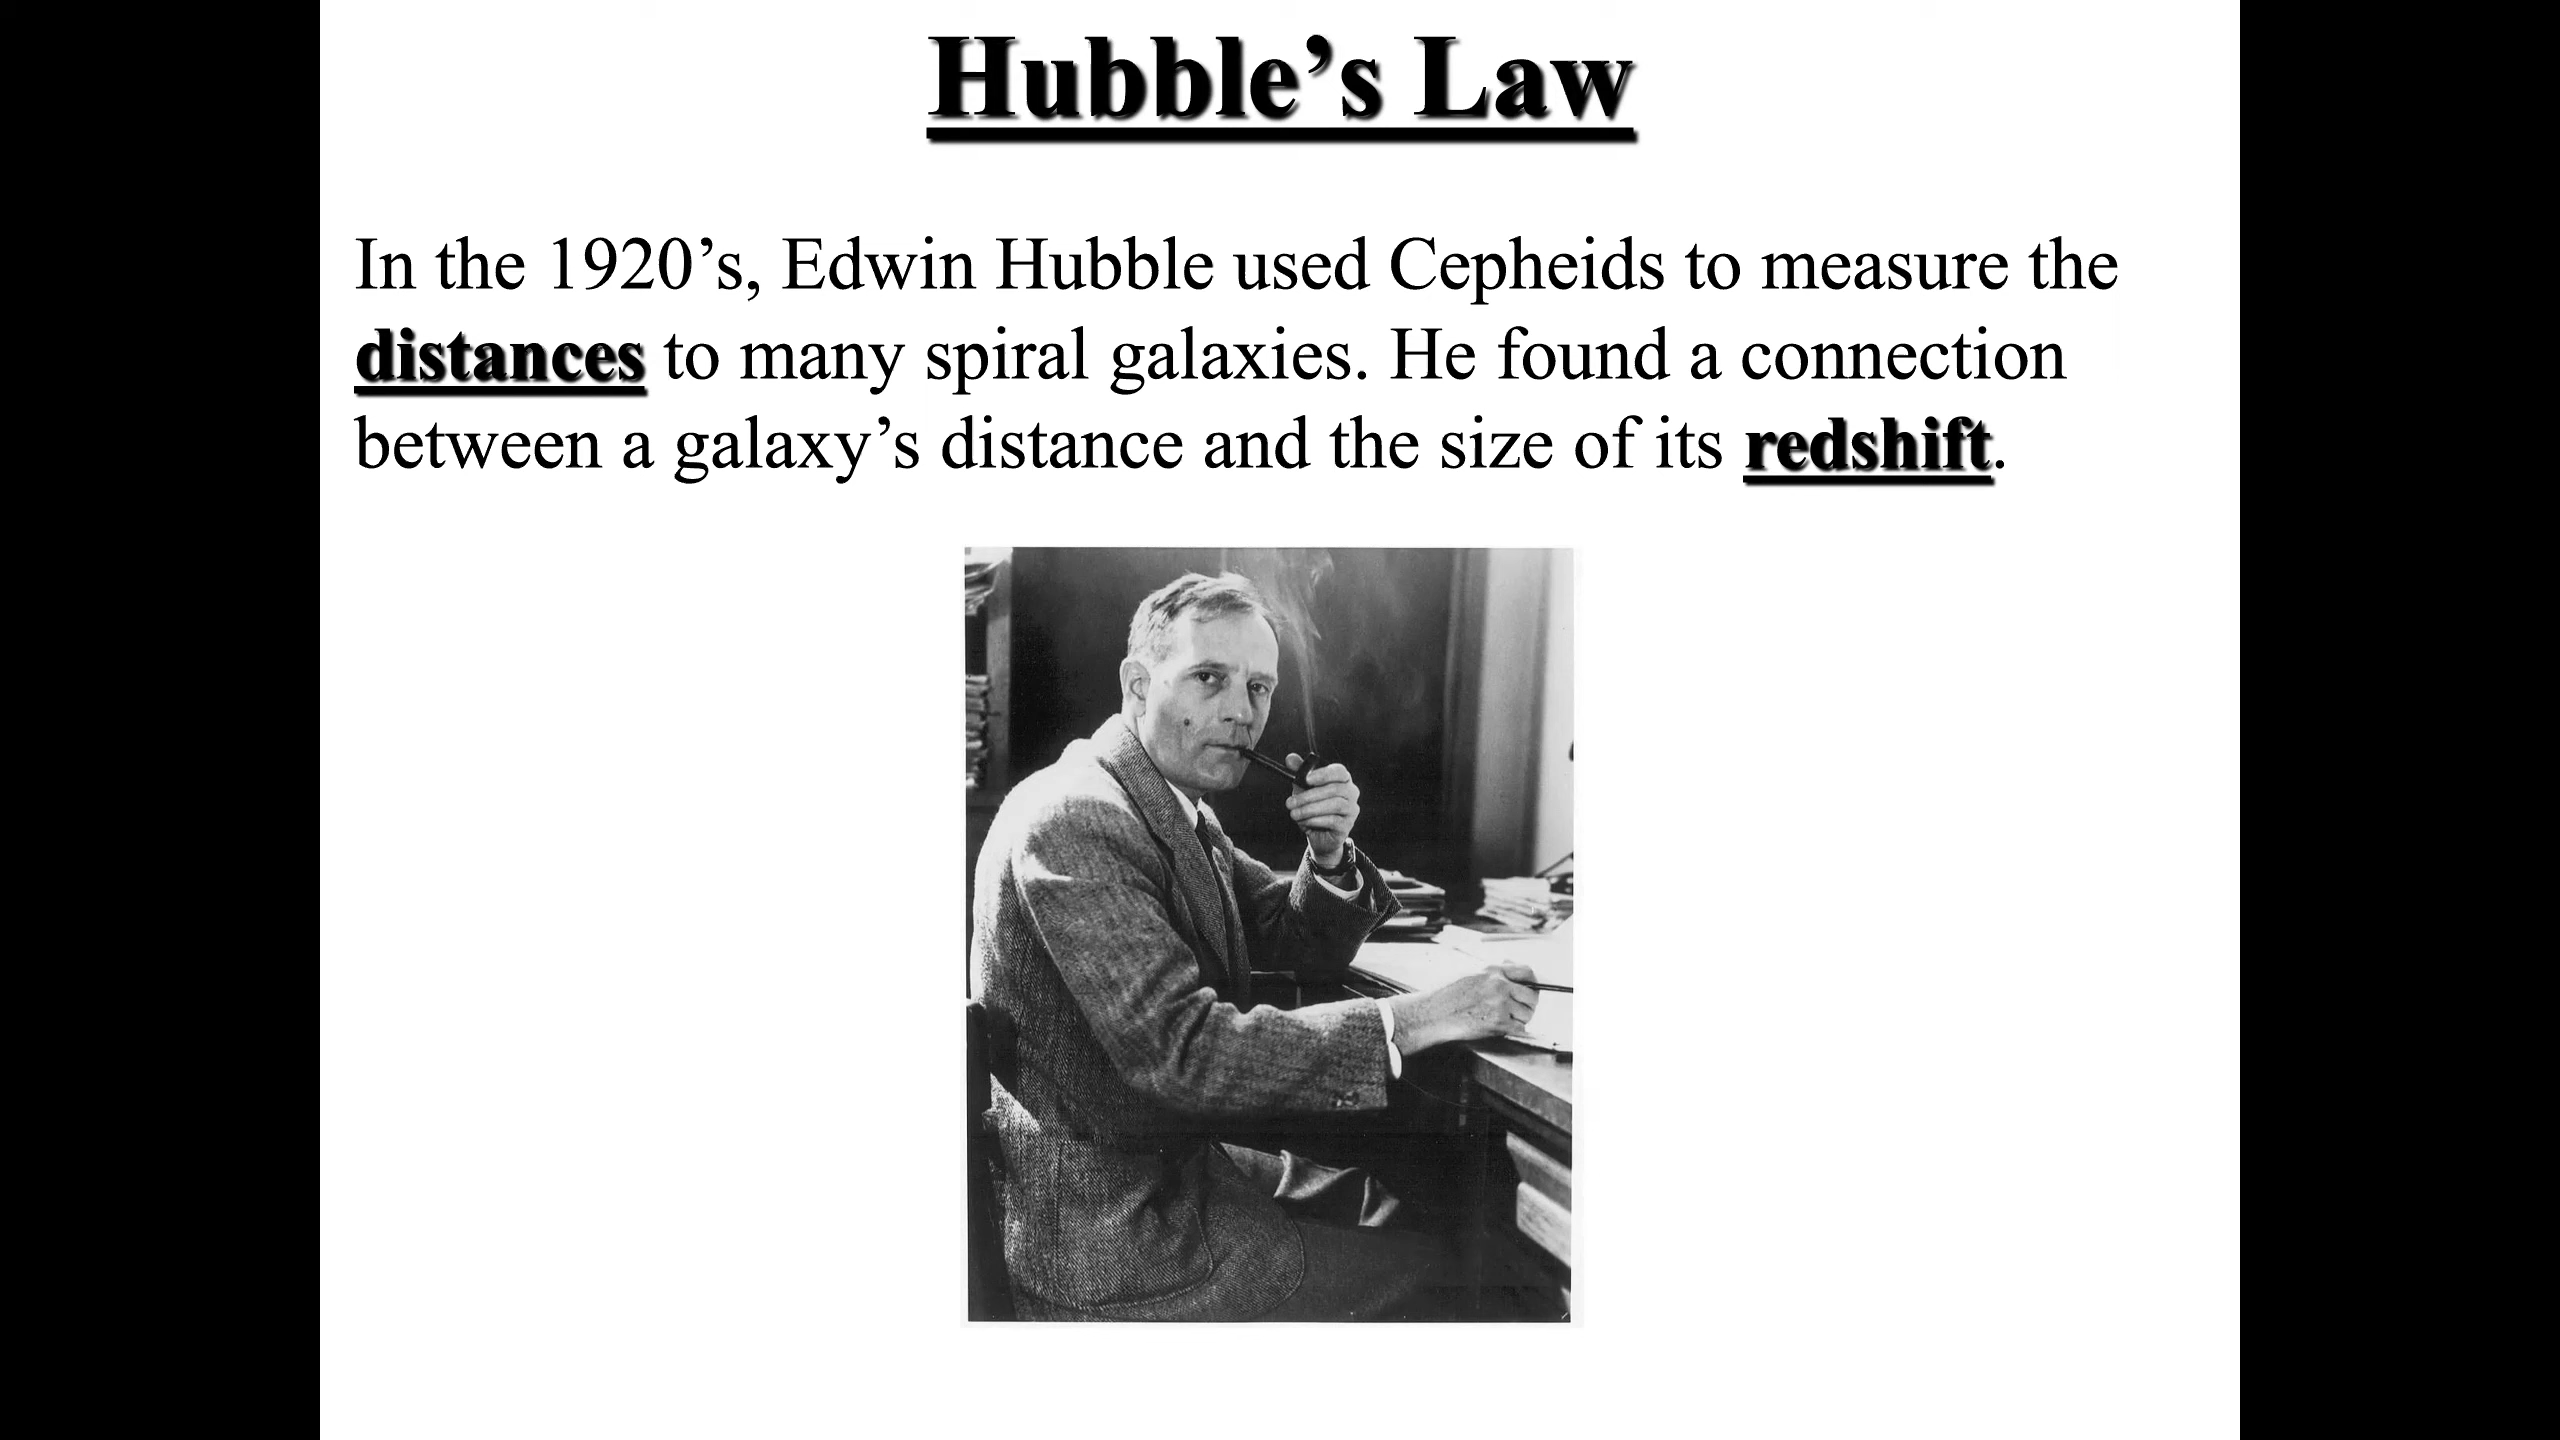 Hubble’s Law
In the 1920’s, Edwin Hubble used Cepheids to measure the
distances to many spiral galaxies. He found a connection
between a galaxy’s distance and the size of its redshift.